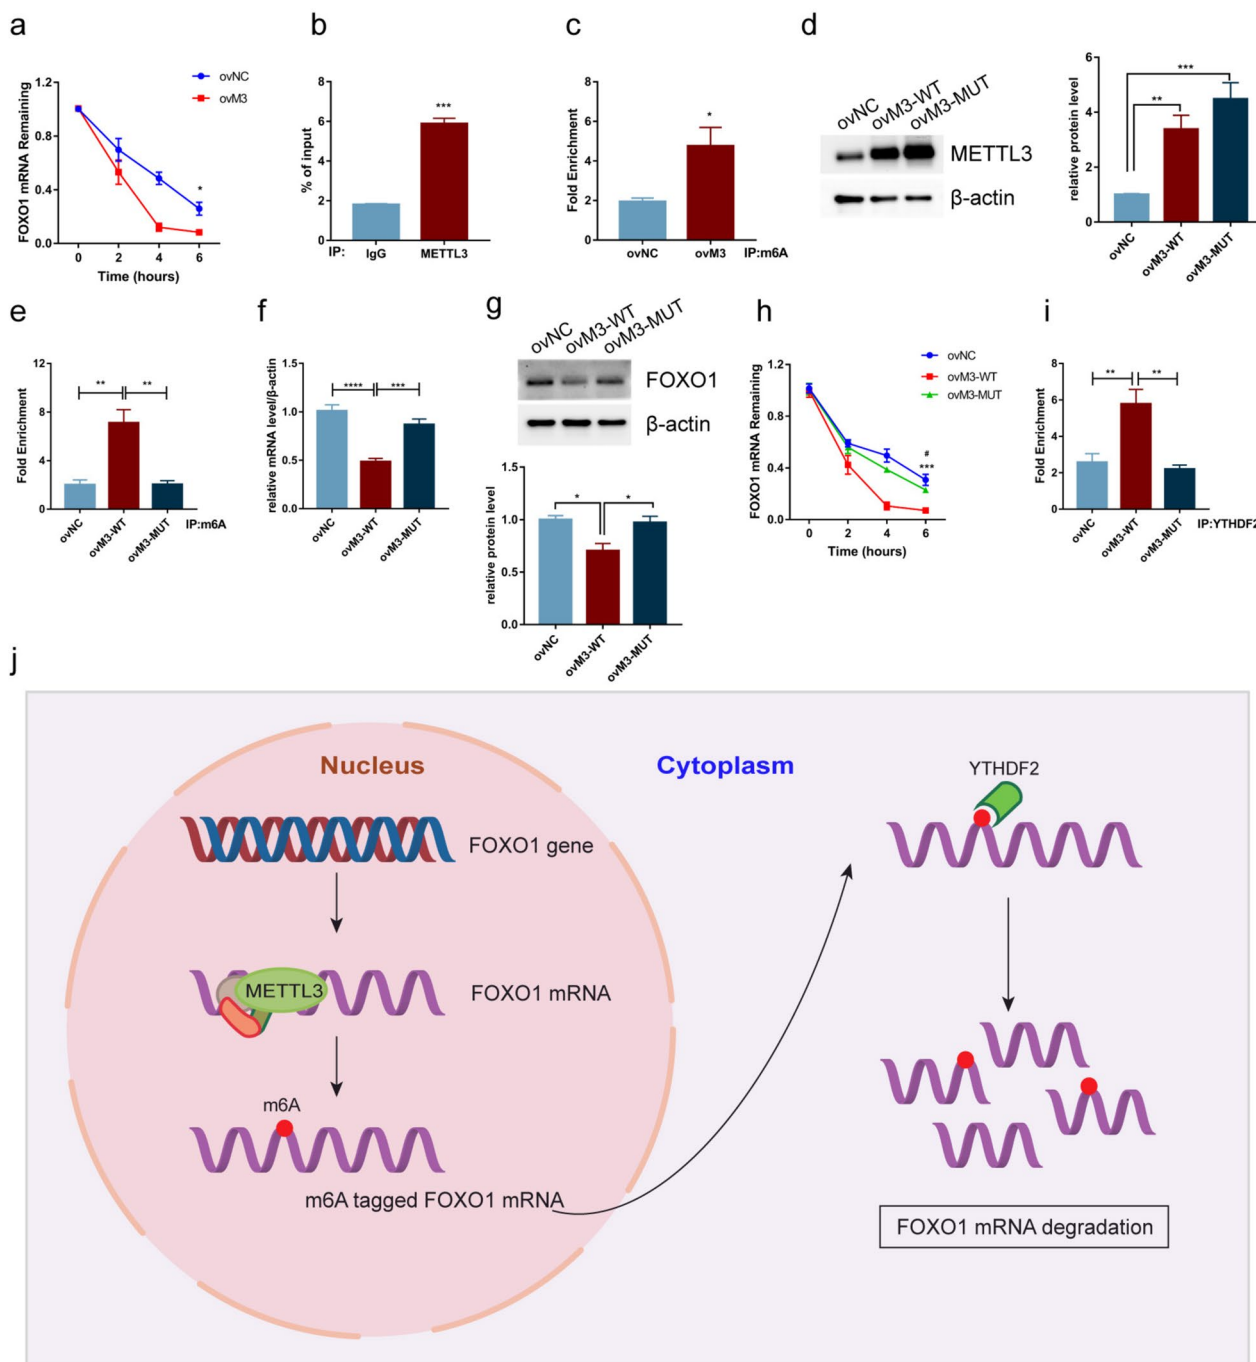 a
1.2
0.8
0.4
0.0
FOXO1 mRNA Remaining
ovNC
ovM3
*
0 2 4 6
Time (hours)
b
8
6
4
2
0
% of input
***
IP: IgG METTL3
c
8
6
4
2
0
Fold Enrichment
*
ovNC ovM3 IP:m6A
d
ovNC ovM3-WT ovM3-MUT
METTL3
β-actin
5
4
3
2
1
0
relative protein level
***
**
ovNC ovM3-WT ovM3-MUT
e
12
8
4
0
Fold Enrichment
** **
ovNC ovM3-WT ovM3-MUT IP:m6A
f
1.5
1.0
0.5
0.0
relative mRNA level/β-actin
**** ***
ovNC ovM3-WT ovM3-MUT
g
ovNC ovM3-WT ovM3-MUT
FOXO1
β-actin
1.5
1.0
0.5
0.0
relative protein level
* *
ovNC ovM3-WT ovM3-MUT
h
1.2
0.8
0.4
0.0
FOXO1 mRNA Remaining
ovNC
ovM3-WT
ovM3-MUT
#
***
0 2 4 6
Time (hours)
i
8
6
4
2
0
Fold Enrichment
** **
ovNC ovM3-WT ovM3-MUT IP:YTHDF2
j
Nucleus
Cytoplasm
YTHDF2
FOXO1 gene
METTL3
FOXO1 mRNA
m6A
m6A tagged FOXO1 mRNA
FOXO1 mRNA degradation